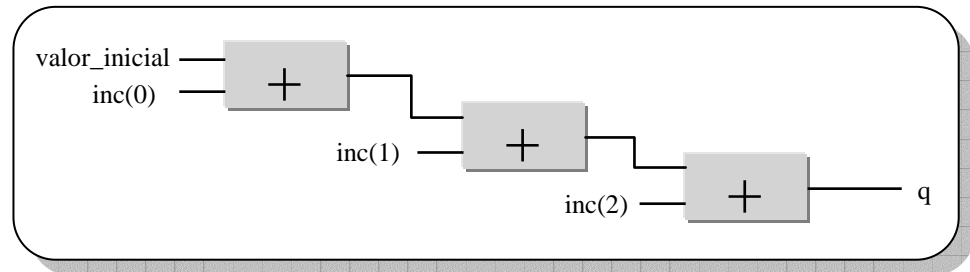 valor_inicial
+
inc(0)
+
inc(1)
+
inc(2)
q